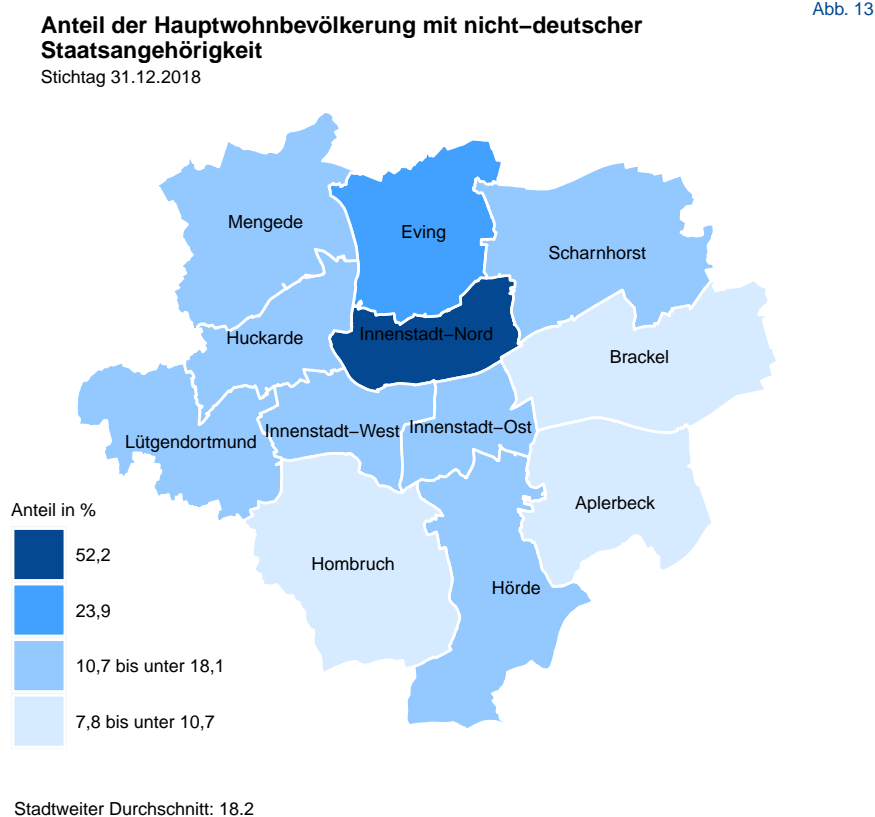 Abb. 13
Anteil der Hauptwohnbevölkerung mit nicht–deutscher
Staatsangehörigkeit
Stichtag 31.12.2018
Mengede
Eving
Scharnhorst
Huckarde
Innenstadt–Nord
Brackel
Lütgendortmund
Innenstadt–West
Innenstadt–Ost
Aplerbeck
Hombruch
Hörde
Anteil in %
52,2
23,9
10,7 bis unter 18,1
7,8 bis unter 10,7
Stadtweiter Durchschnitt: 18.2